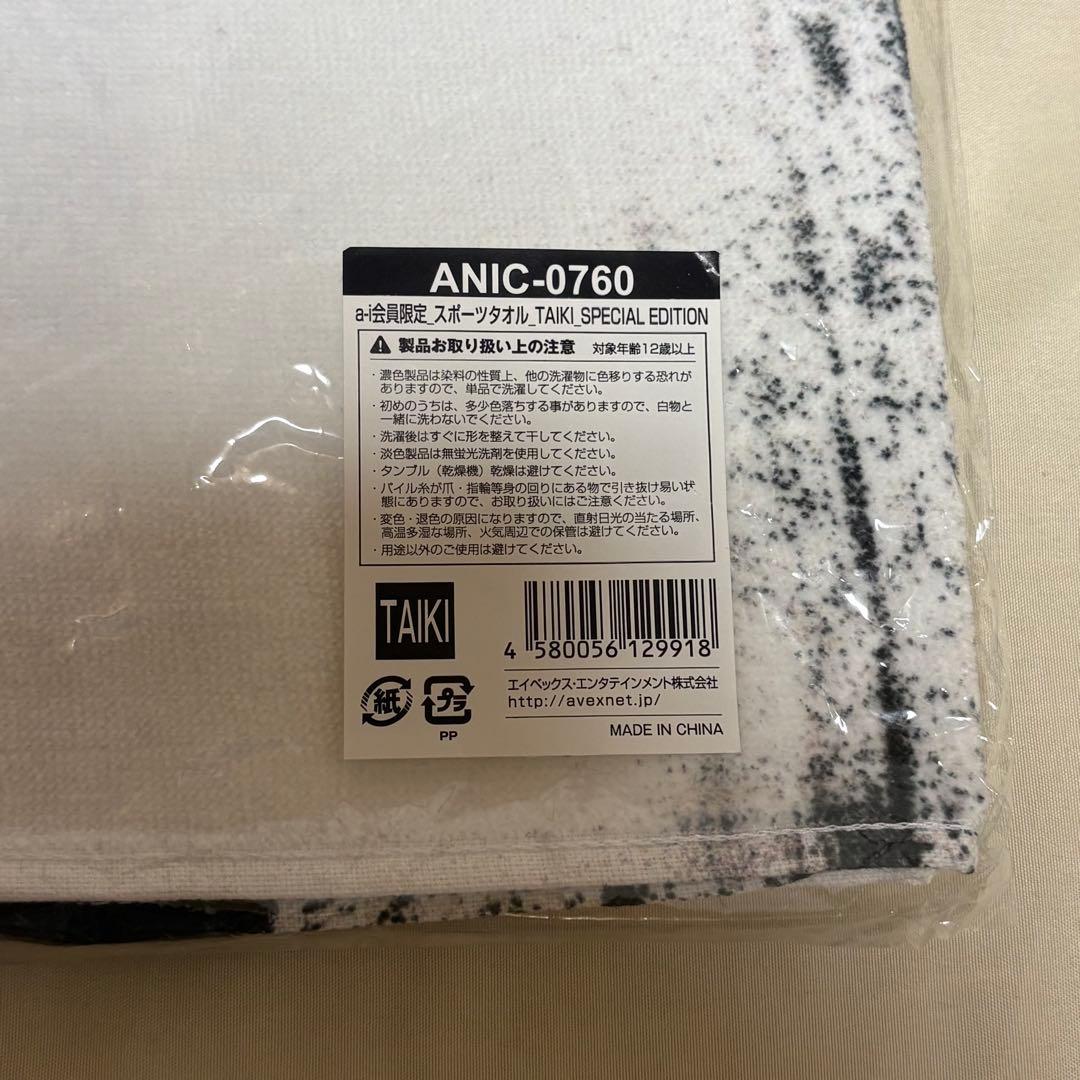 ANIC-0760
a-i会員限定_スポーツタオル_TAIKI_SPECIAL EDITION
製品お取り扱い上の注意 対象年齢12歳以上
・濃色製品は染料の性質上、他の洗濯物に色移りする恐れが
ありますので、単品で洗濯してください。
・初めのうちは、多少色落ちする事がありますので、白物と
一緒に洗わないでください。
・洗濯後はすぐに形を整えて干してください。
・淡色製品は無蛍光洗剤を使用してください。
・タンブル（乾燥機）乾燥は避けてください。
・パイル糸が爪・指輪等身の回りにある物で引き抜け易い状
態にありますので、お取り扱いにはご注意ください。
・変色・退色の原因になりますので、直射日光の当たる場所、
高温多湿な場所、火気周辺での保管は避けてください。
・用途以外のご使用は避けてください。
TAIKI
4 580056 129918
エイベックス・エンタテインメント株式会社
http://avexnet.jp/
紙 プラ
PP
MADE IN CHINA